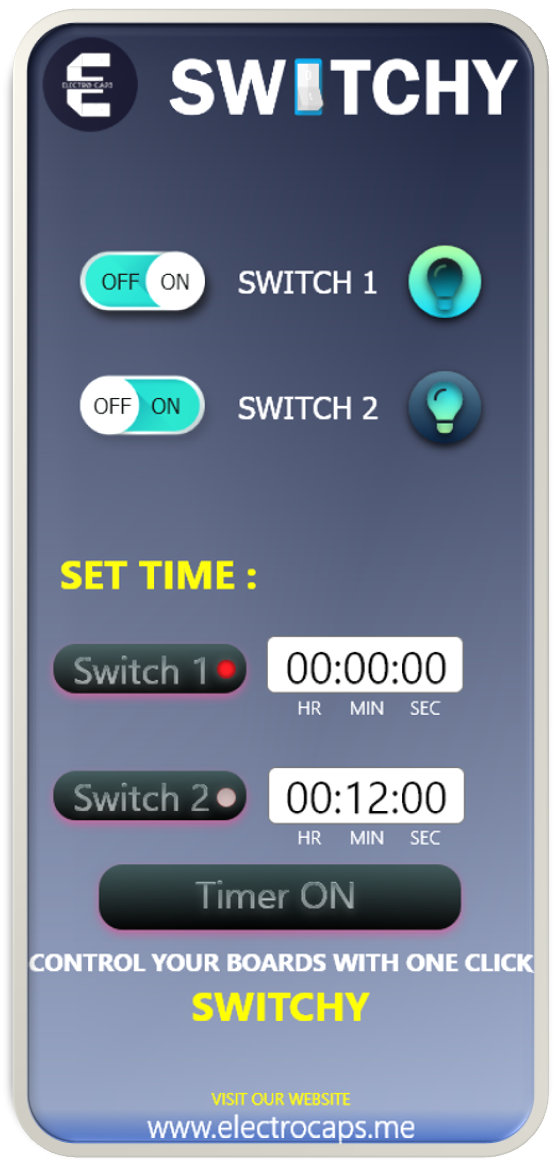 ELECTRO CAPS
SWITCHY
OFF ON SWITCH 1
OFF ON SWITCH 2
SET TIME :
Switch 1 00:00:00
HR MIN SEC
Switch 2 00:12:00
HR MIN SEC
Timer ON
CONTROL YOUR BOARDS WITH ONE CLICK
SWITCHY
VISIT OUR WEBSITE
www.electrocaps.me